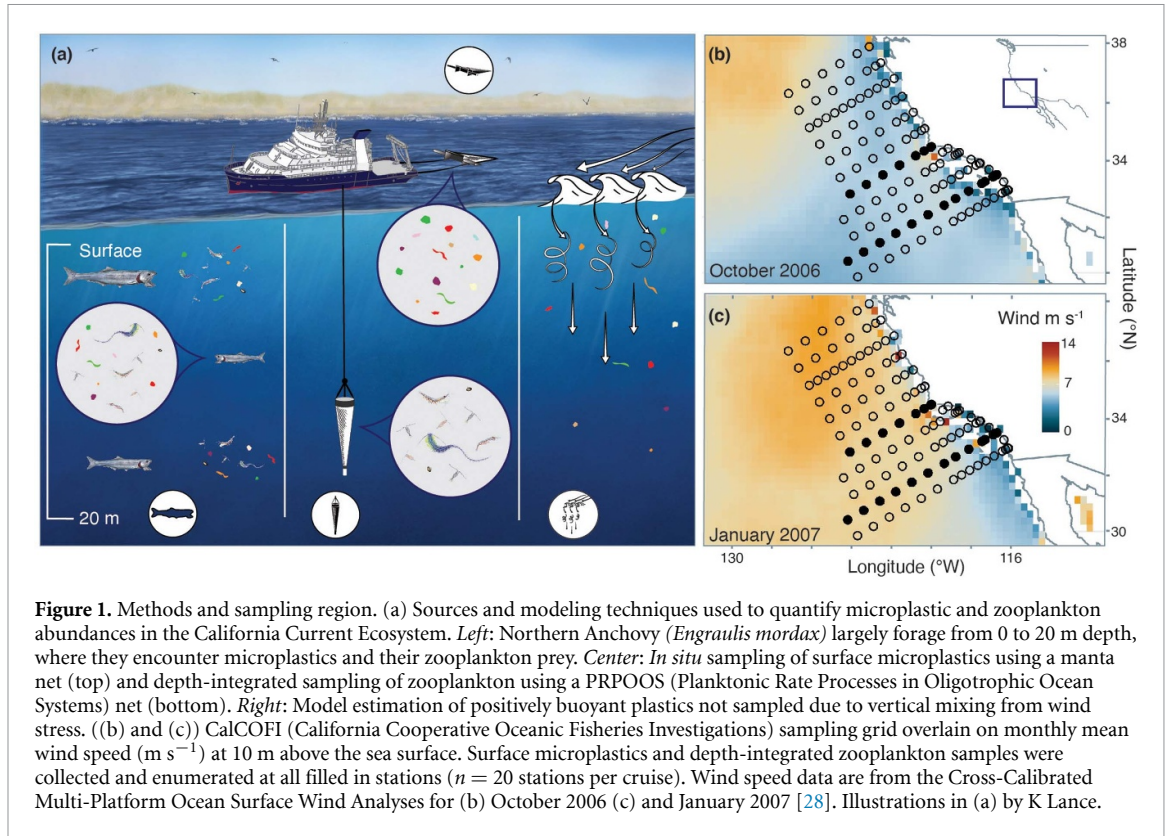 (a)
Surface
20 m
(b)
October 2006
38
34
(c)
January 2007
Wind m s⁻¹
14
7
0
34
30
130
116
Longitude (°W)
Latitude (°N)
Figure 1. Methods and sampling region. (a) Sources and modeling techniques used to quantify microplastic and zooplankton
abundances in the California Current Ecosystem. Left: Northern Anchovy (Engraulis mordax) largely forage from 0 to 20 m depth,
where they encounter microplastics and their zooplankton prey. Center: In situ sampling of surface microplastics using a manta
net (top) and depth-integrated sampling of zooplankton using a PRPOOS (Planktonic Rate Processes in Oligotrophic Ocean
Systems) net (bottom). Right: Model estimation of positively buoyant plastics not sampled due to vertical mixing from wind
stress. ((b) and (c)) CalCOFI (California Cooperative Oceanic Fisheries Investigations) sampling grid overlain on monthly mean
wind speed (m s⁻¹) at 10 m above the sea surface. Surface microplastics and depth-integrated zooplankton samples were
collected and enumerated at all filled in stations (n = 20 stations per cruise). Wind speed data are from the Cross-Calibrated
Multi-Platform Ocean Surface Wind Analyses for (b) October 2006 (c) and January 2007 [28]. Illustrations in (a) by K Lance.